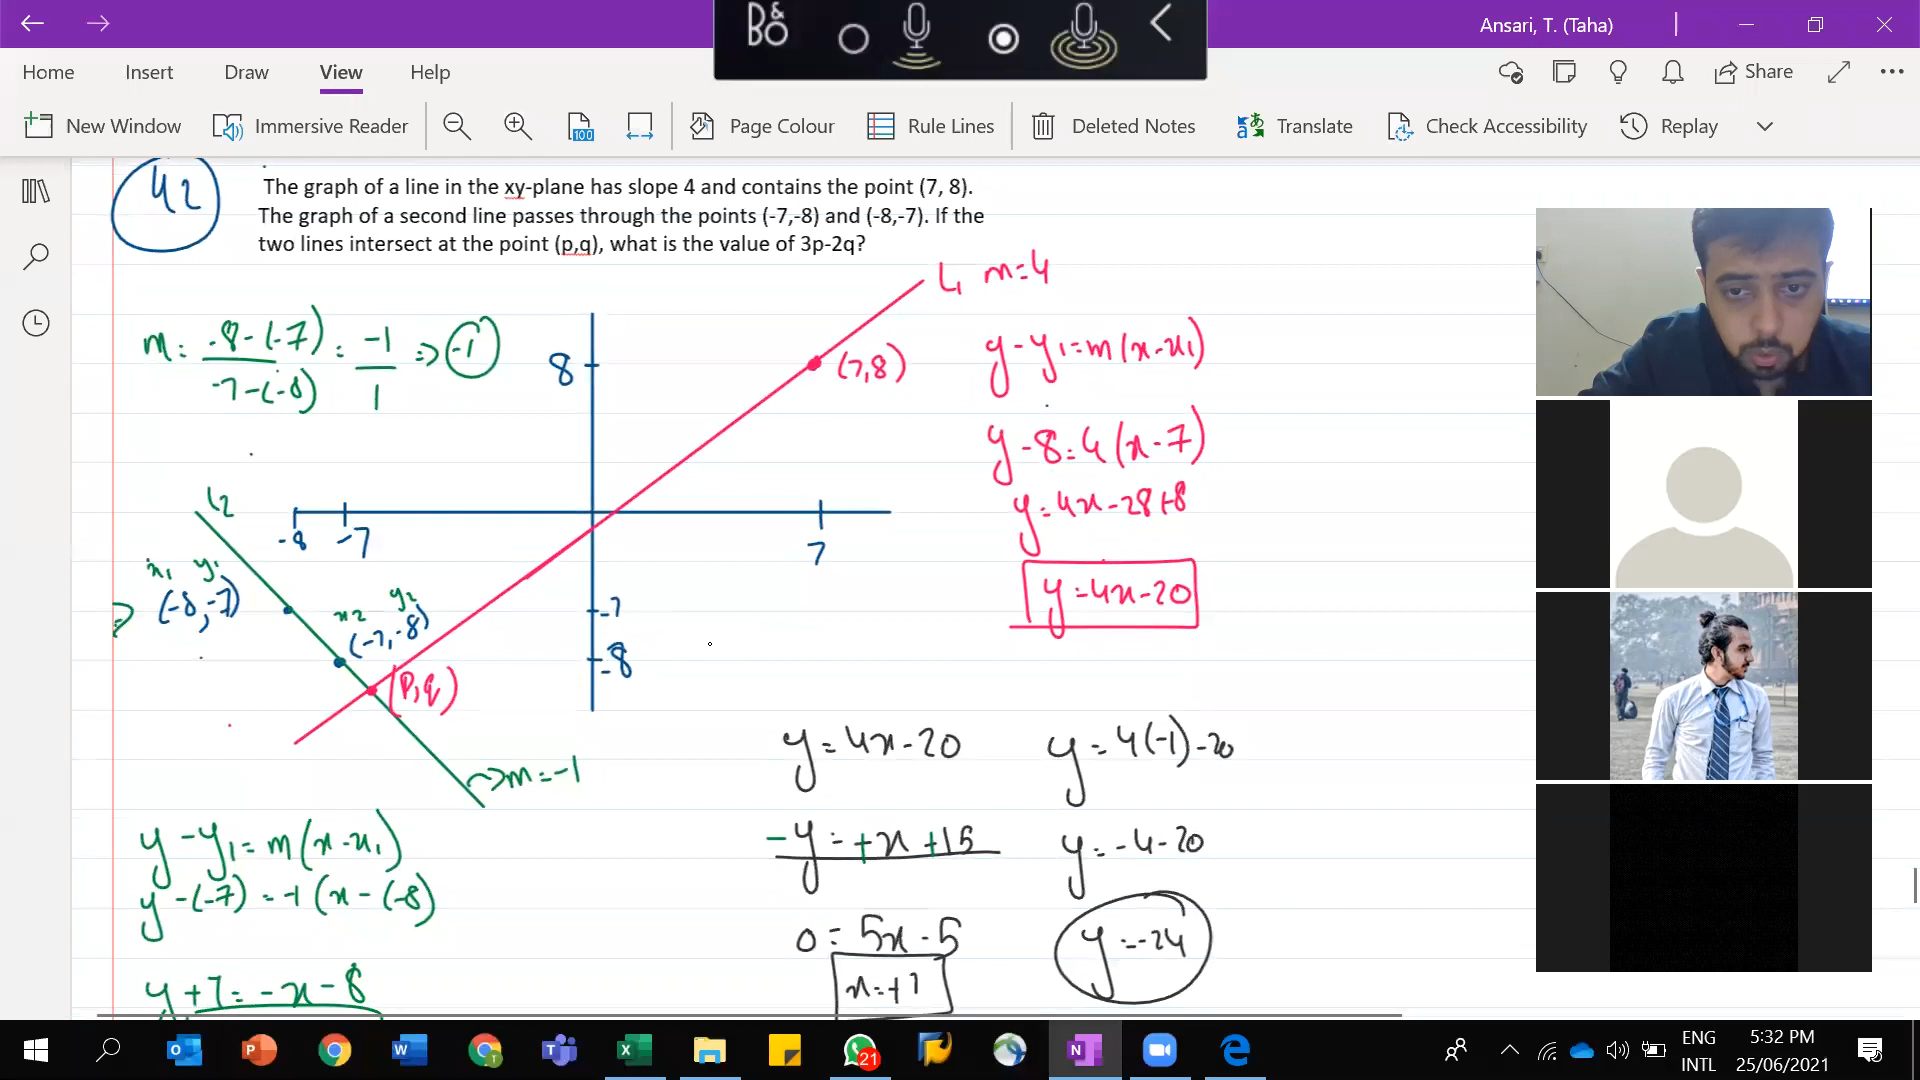 Ansari, T. (Taha)
B&O
Home Insert Draw View Help
Share
New Window Immersive Reader 100 Page Colour Rule Lines Deleted Notes Translate Check Accessibility Replay
42
The graph of a line in the xy-plane has slope 4 and contains the point (7, 8).
The graph of a second line passes through the points (-7,-8) and (-8,-7). If the
two lines intersect at the point (p,q), what is the value of 3p-2q?
L1 m=4
m = -8-(-7) / -7-(-8) = -1/1 => -1
8
(7,8)
y-y1=m(x-x1)
y-8=4(x-7)
y=4x-28+8
y=4x-20
L2
-8 -7 7
x1 y1
(-8,-7)
x2 y2
(-7,-8)
-7
-8
(p,q)
m=-1
y=4x-20
-y=+x+15
0=5x-5
x=+1
y=4(-1)-20
y=-4-20
y=-24
y-y1=m(x-x1)
y-(-7)=-1(x-(-8)
y+7=-x-8
21
ENG
INTL
5:32 PM
25/06/2021